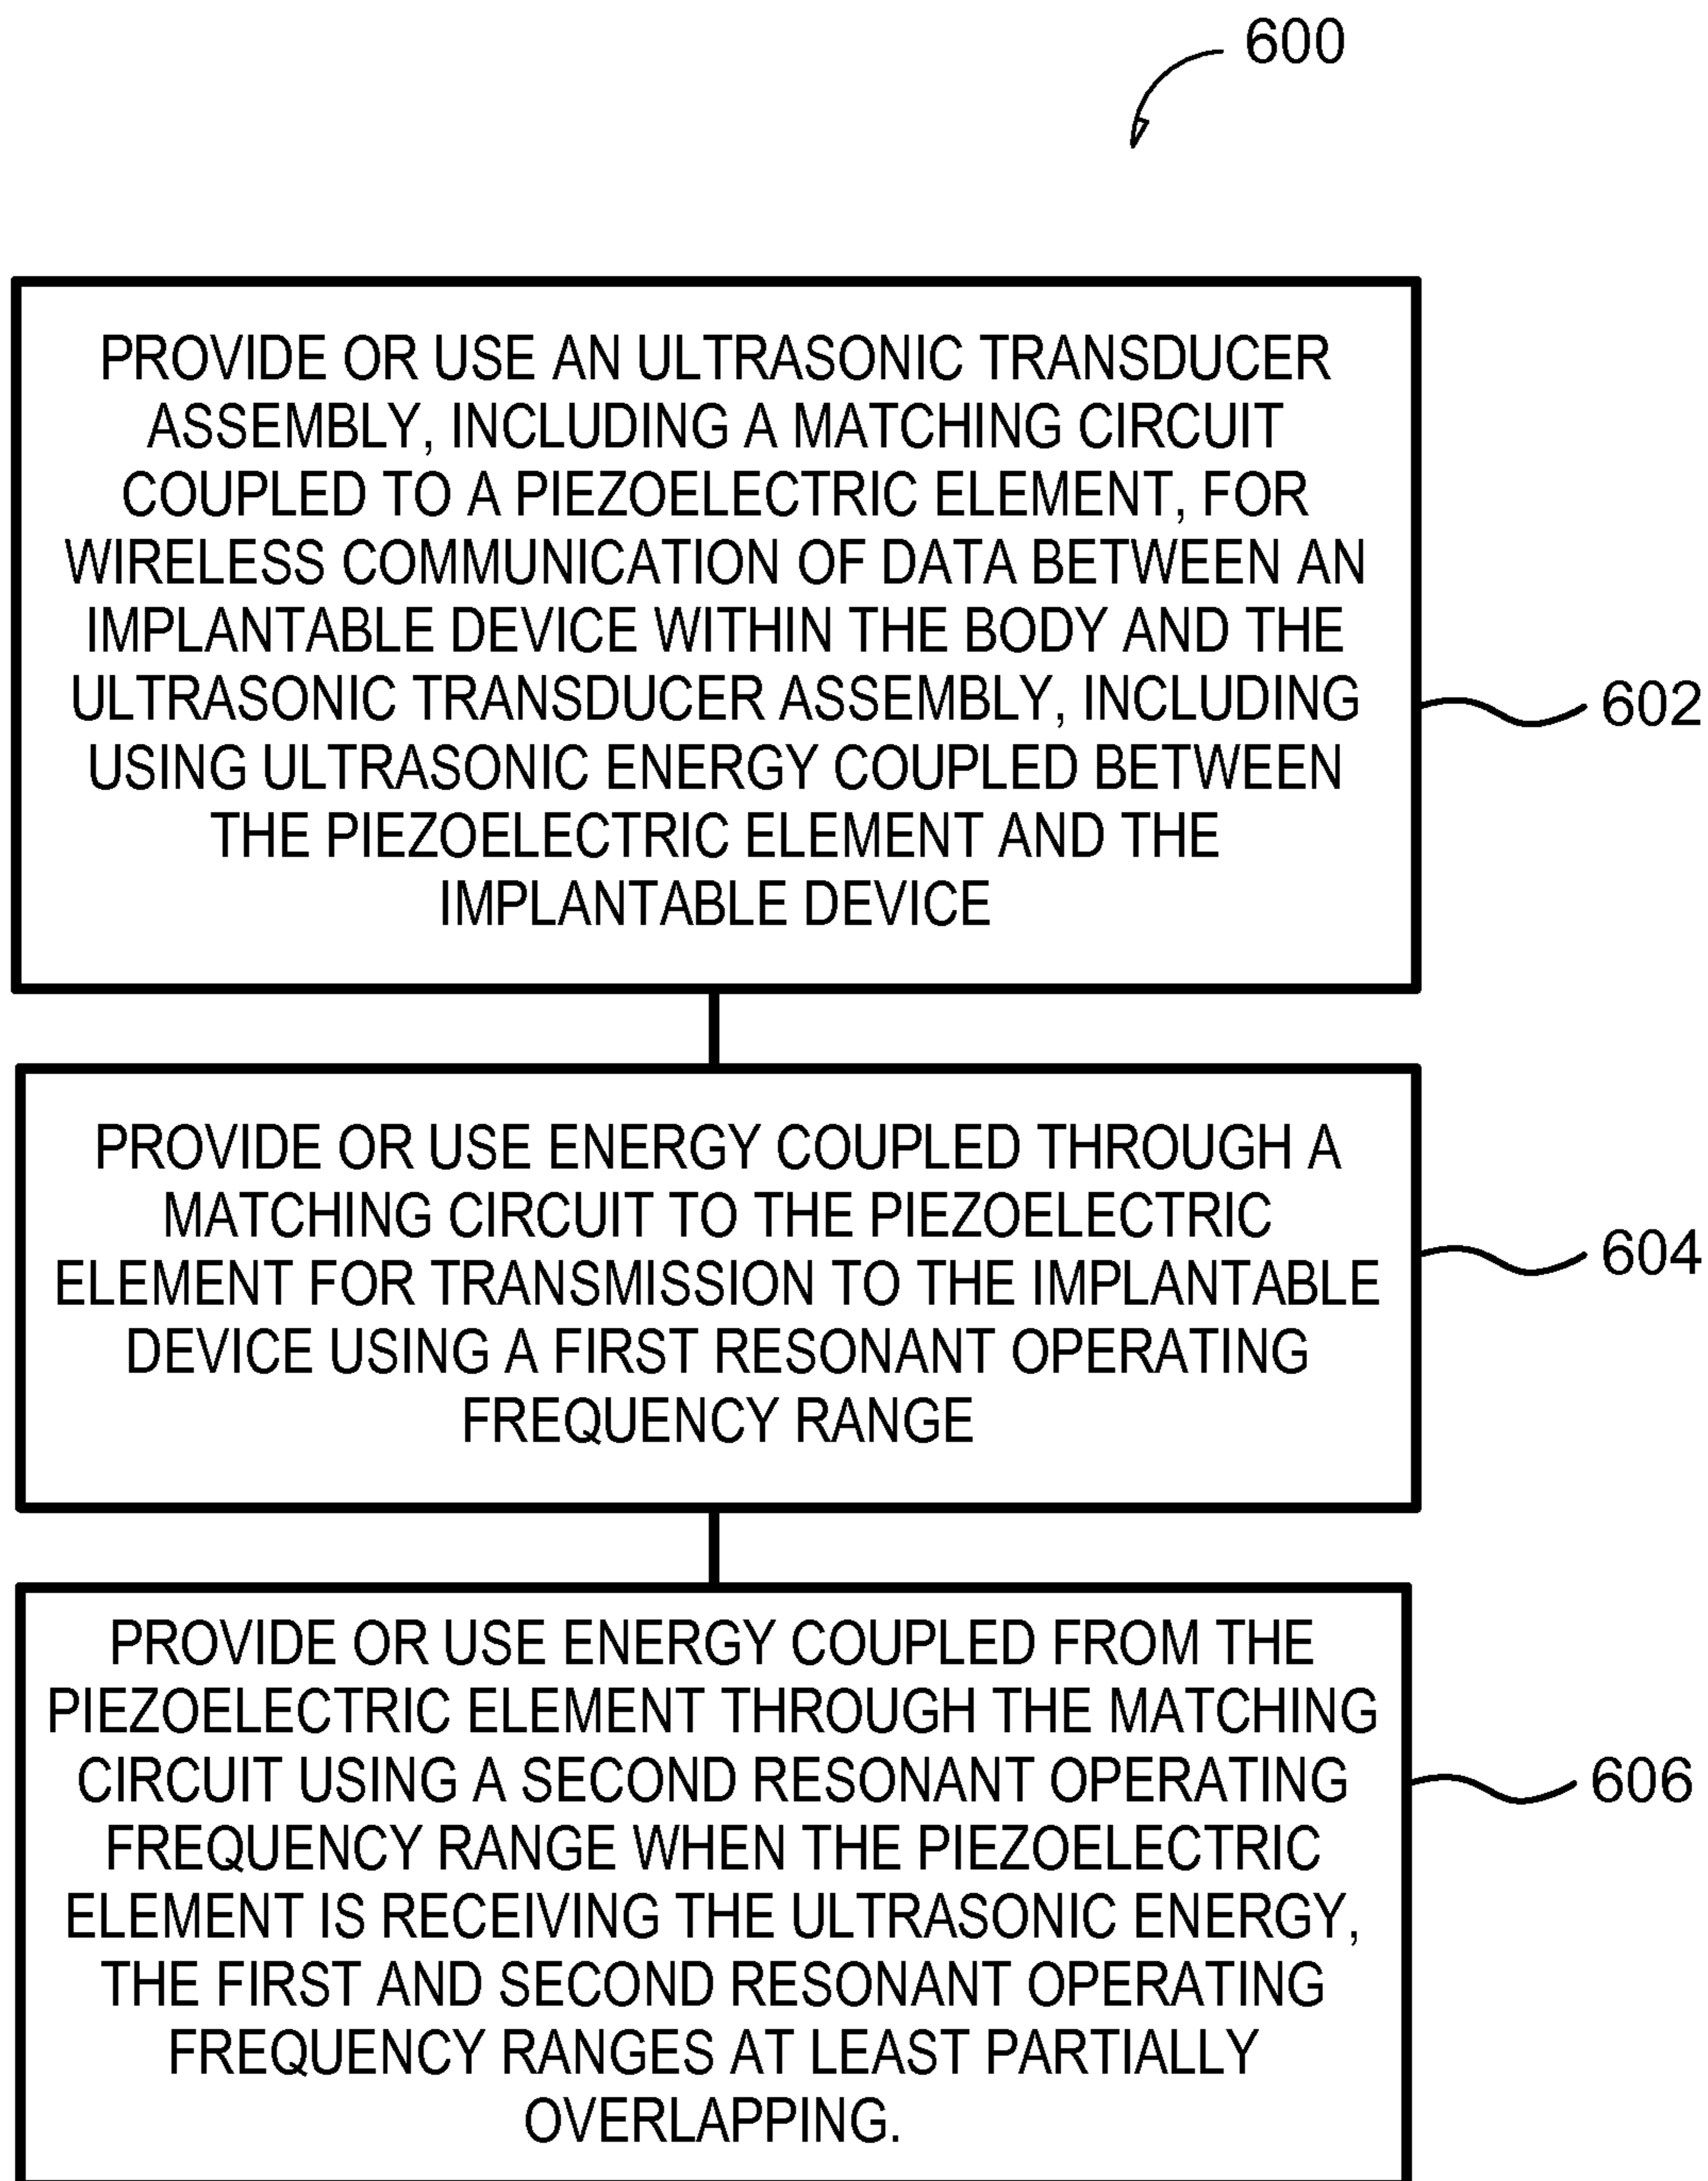 600
PROVIDE OR USE AN ULTRASONIC TRANSDUCER
ASSEMBLY, INCLUDING A MATCHING CIRCUIT
COUPLED TO A PIEZOELECTRIC ELEMENT, FOR
WIRELESS COMMUNICATION OF DATA BETWEEN AN
IMPLANTABLE DEVICE WITHIN THE BODY AND THE
ULTRASONIC TRANSDUCER ASSEMBLY, INCLUDING
USING ULTRASONIC ENERGY COUPLED BETWEEN
THE PIEZOELECTRIC ELEMENT AND THE
IMPLANTABLE DEVICE
602
PROVIDE OR USE ENERGY COUPLED THROUGH A
MATCHING CIRCUIT TO THE PIEZOELECTRIC
ELEMENT FOR TRANSMISSION TO THE IMPLANTABLE
DEVICE USING A FIRST RESONANT OPERATING
FREQUENCY RANGE
604
PROVIDE OR USE ENERGY COUPLED FROM THE
PIEZOELECTRIC ELEMENT THROUGH THE MATCHING
CIRCUIT USING A SECOND RESONANT OPERATING
FREQUENCY RANGE WHEN THE PIEZOELECTRIC
ELEMENT IS RECEIVING THE ULTRASONIC ENERGY,
THE FIRST AND SECOND RESONANT OPERATING
FREQUENCY RANGES AT LEAST PARTIALLY
OVERLAPPING.
606